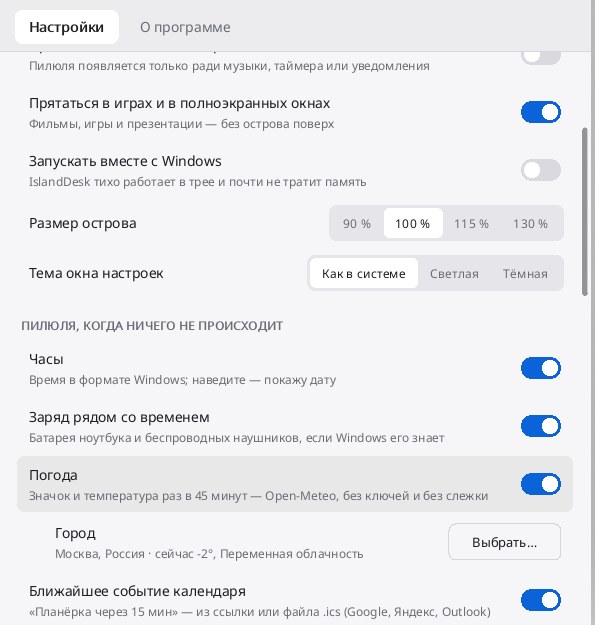 Настройки
О программе
Пилюля появляется только ради музыки, таймера или уведомления
Прятаться в играх и в полноэкранных окнах
Фильмы, игры и презентации — без острова поверх
Запускать вместе с Windows
IslandDesk тихо работает в трее и почти не тратит память
Размер острова
90 % 100 % 115 % 130 %
Тема окна настроек
Как в системе Светлая Тёмная
ПИЛЮЛЯ, КОГДА НИЧЕГО НЕ ПРОИСХОДИТ
Часы
Время в формате Windows; наведите — покажу дату
Заряд рядом со временем
Батарея ноутбука и беспроводных наушников, если Windows его знает
Погода
Значок и температура раз в 45 минут — Open-Meteo, без ключей и без слежки
Город
Москва, Россия · сейчас -2°, Переменная облачность
Выбрать...
Ближайшее событие календаря
«Планёрка через 15 мин» — из ссылки или файла .ics (Google, Яндекс, Outlook)